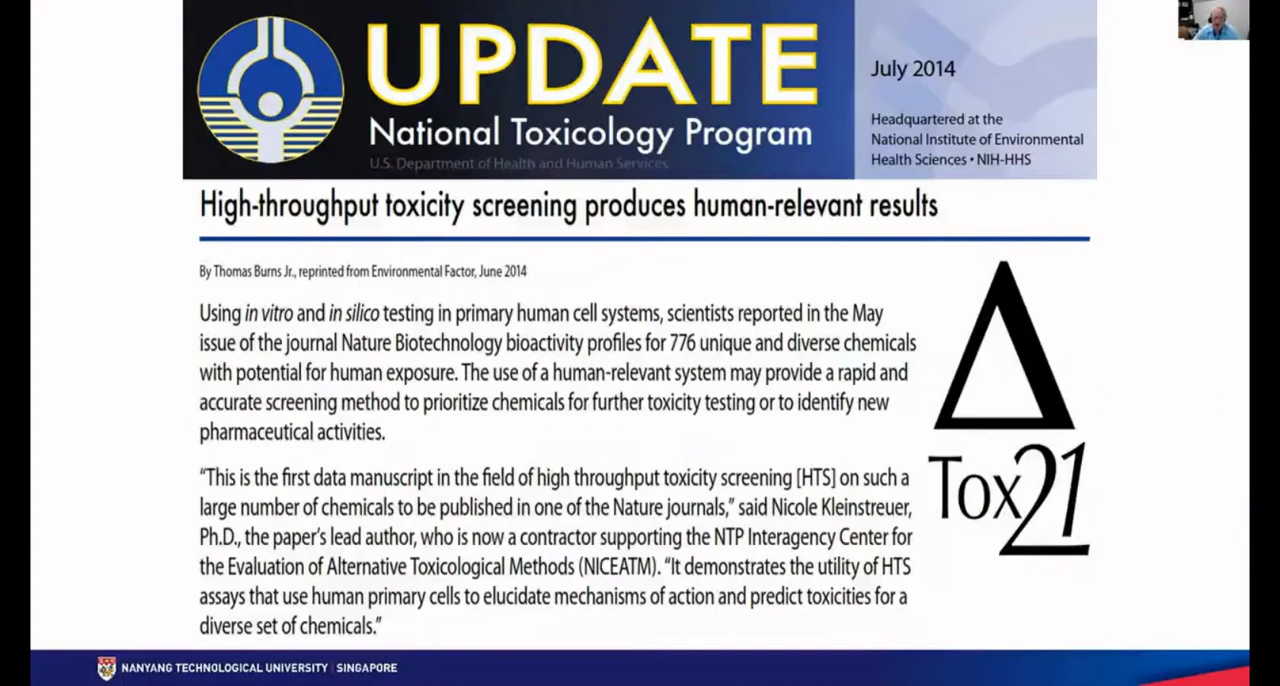 UPDATE
National Toxicology Program
U.S. Department of Health and Human Services
July 2014
Headquartered at the
National Institute of Environmental
Health Sciences • NIH-HHS
High-throughput toxicity screening produces human-relevant results
By Thomas Burns Jr., reprinted from Environmental Factor, June 2014
Using in vitro and in silico testing in primary human cell systems, scientists reported in the May
issue of the journal Nature Biotechnology bioactivity profiles for 776 unique and diverse chemicals
with potential for human exposure. The use of a human-relevant system may provide a rapid and
accurate screening method to prioritize chemicals for further toxicity testing or to identify new
pharmaceutical activities.
“This is the first data manuscript in the field of high throughput toxicity screening [HTS] on such a
large number of chemicals to be published in one of the Nature journals,” said Nicole Kleinstreuer,
Ph.D., the paper’s lead author, who is now a contractor supporting the NTP Interagency Center for
the Evaluation of Alternative Toxicological Methods (NICEATM). “It demonstrates the utility of HTS
assays that use human primary cells to elucidate mechanisms of action and predict toxicities for a
diverse set of chemicals.”
Δ
Tox21
NANYANG TECHNOLOGICAL UNIVERSITY | SINGAPORE